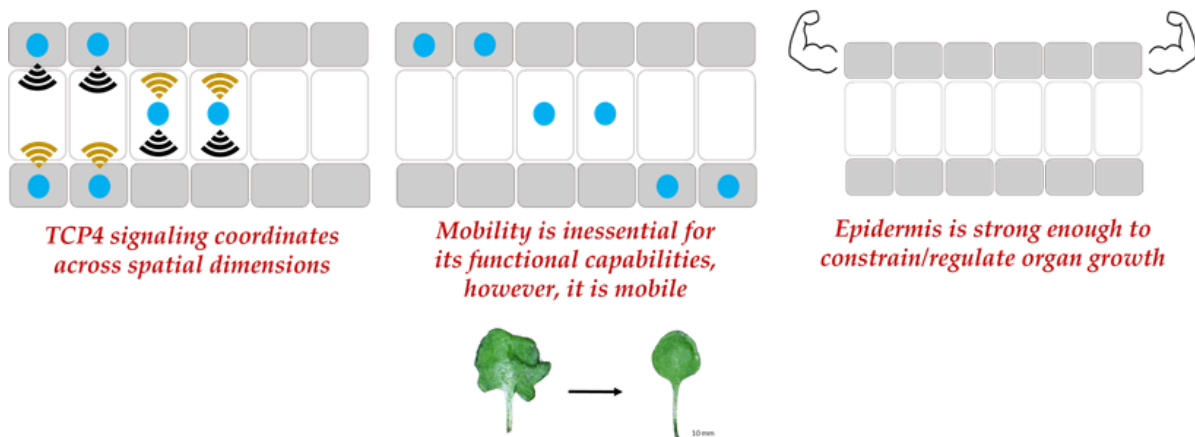 TCP4 signaling coordinates
across spatial dimensions
Mobility is inessential for
its functional capabilities,
however, it is mobile
Epidermis is strong enough to
constrain/regulate organ growth
10 mm